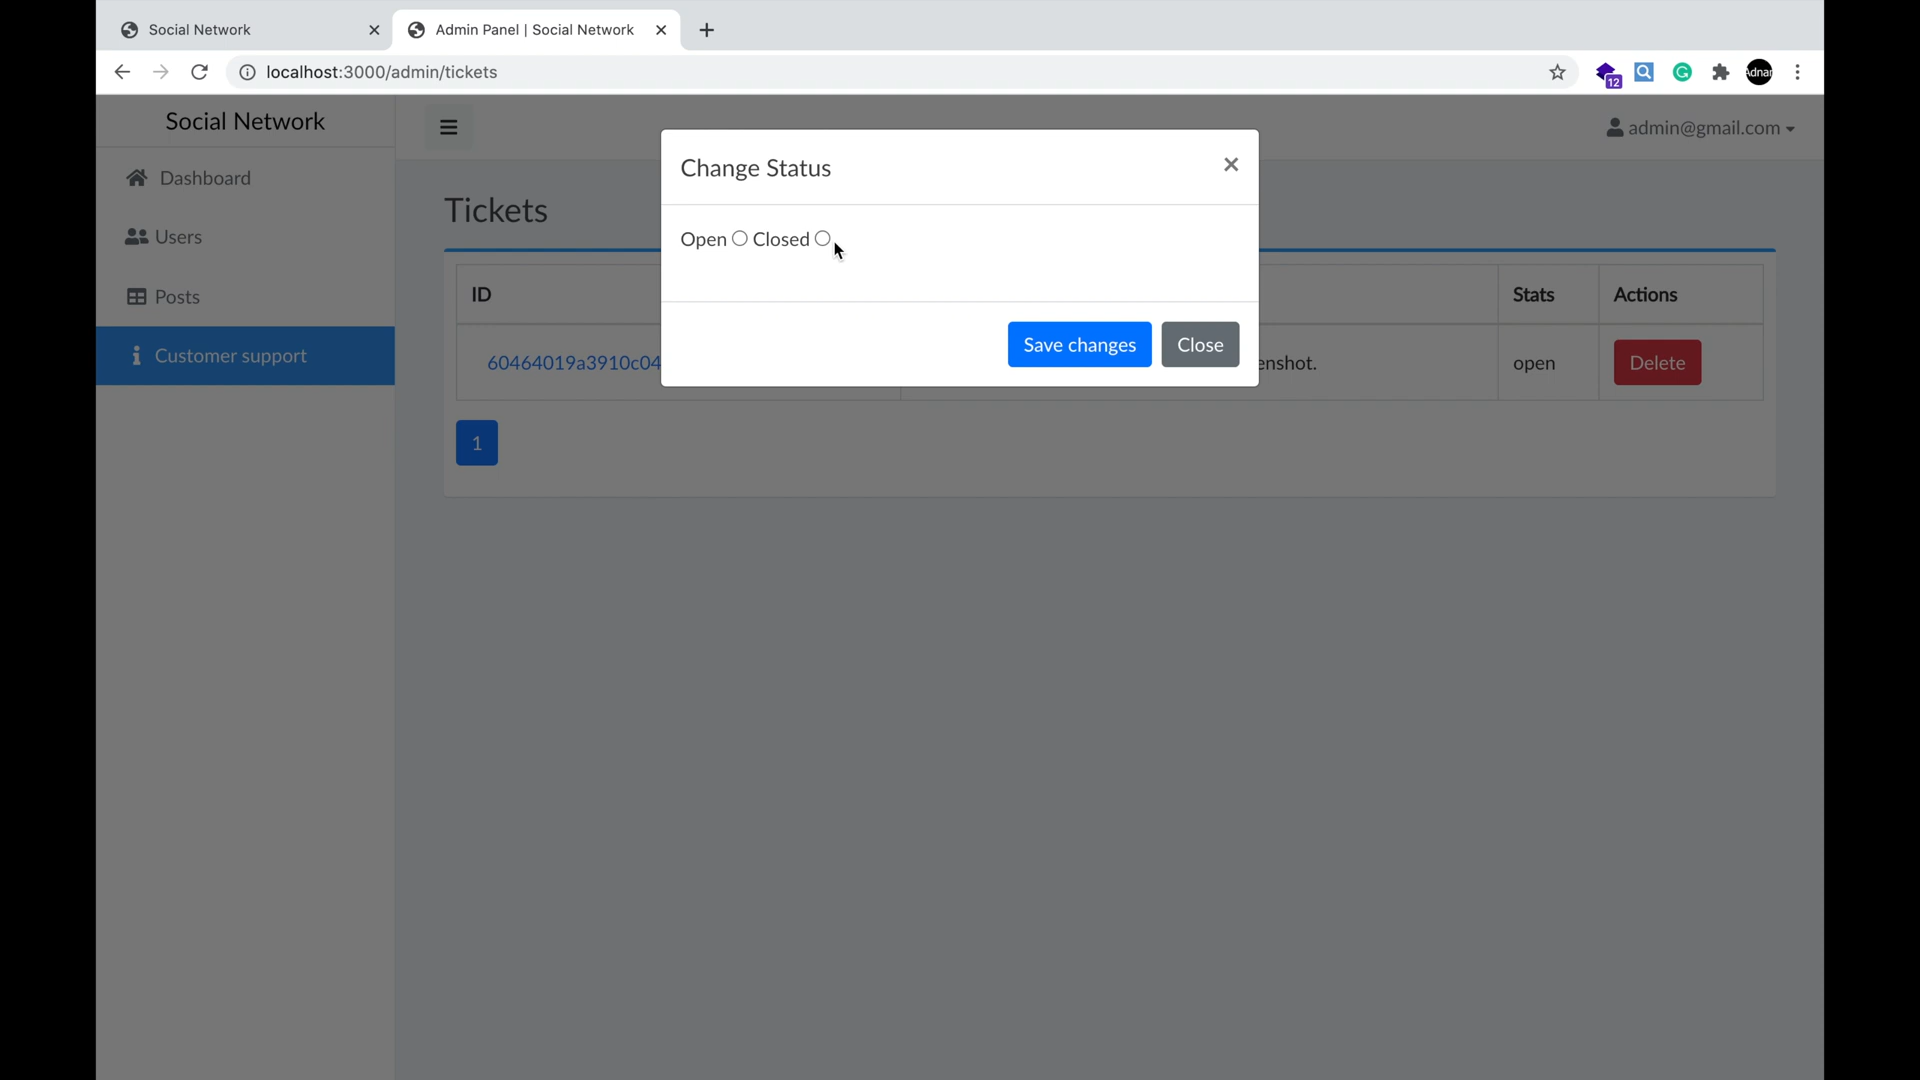 Social Network
Admin Panel | Social Network
localhost:3000/admin/tickets
12
Social Network
admin@gmail.com
Dashboard
Users
Posts
Customer support
Tickets
Change Status
Open Closed
Save changes Close
ID Stats Actions
60464019a3910c04 open Delete
1